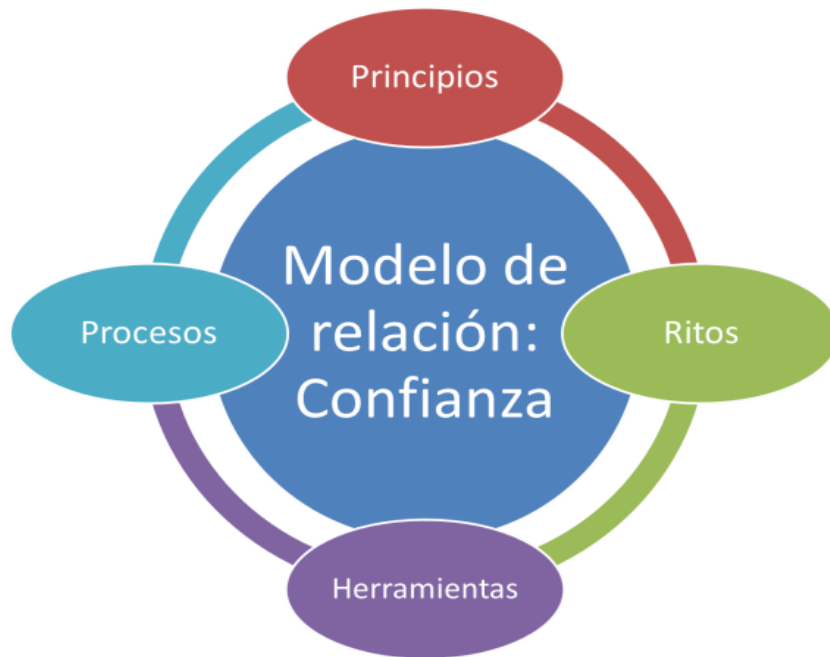 Principios
Modelo de
relación:
Confianza
Procesos
Ritos
Herramientas